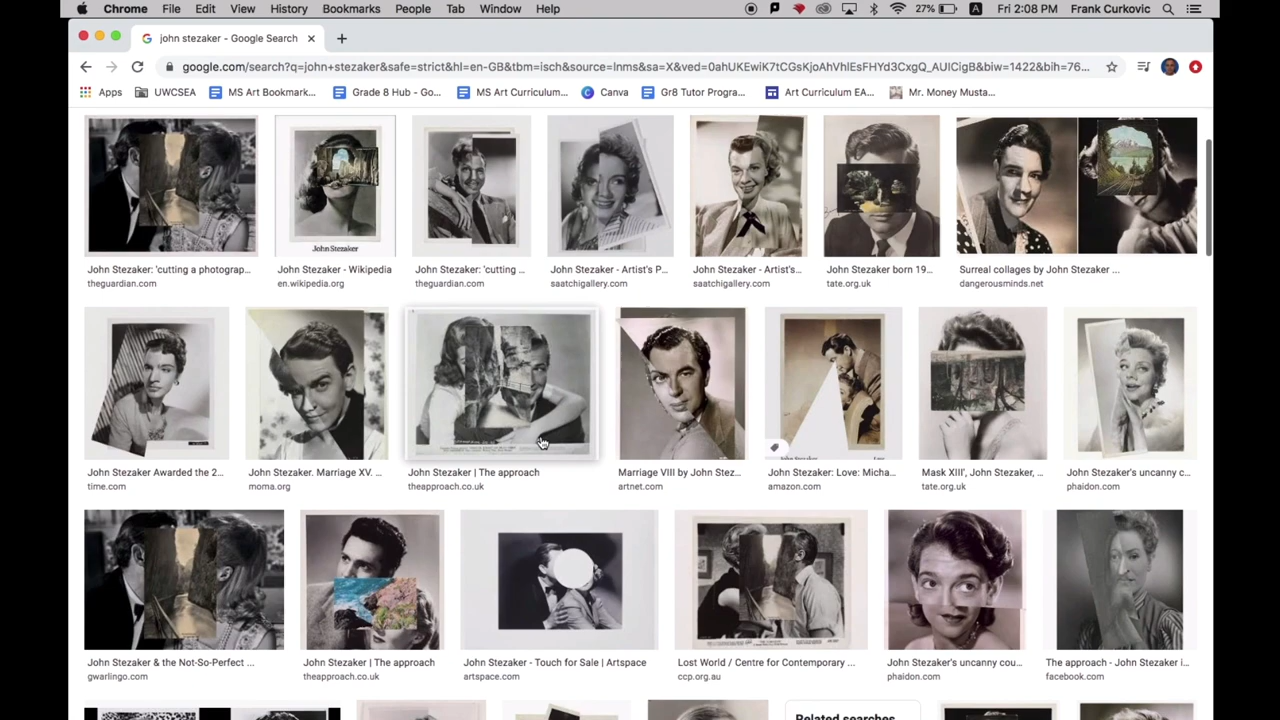 Chrome File Edit View History Bookmarks People Tab Window Help 27% A Fri 2:08 PM Frank Curkovic
john stezaker - Google Search
google.com/search?q=john+stezaker&safe=strict&hl=en-GB&tbm=isch&source=lnms&sa=X&ved=0ahUKEwiK7tCGsKjoAhVhlEsFHYd3CxgQ_AUICigB&biw=1422&bih=76...
Apps UWCSEA MS Art Bookmark... Grade 8 Hub - Go... MS Art Curriculum... Canva Gr8 Tutor Progra... Art Curriculum EA... Mr. Money Musta...
John Stezaker
John Stezaker: 'cutting a photograp... John Stezaker - Wikipedia John Stezaker: 'cutting ... John Stezaker - Artist's P... John Stezaker - Artist's... John Stezaker born 19... Surreal collages by John Stezaker ...
theguardian.com en.wikipedia.org theguardian.com saatchigallery.com saatchigallery.com tate.org.uk dangerousminds.net
John Stezaker Awarded the 2... John Stezaker. Marriage XV. ... John Stezaker | The approach Marriage VIII by John Stez... John Stezaker: Love: Micha... Mask XIII', John Stezaker, ... John Stezaker's uncanny c...
time.com moma.org theapproach.co.uk artnet.com amazon.com tate.org.uk phaidon.com
John Stezaker & the Not-So-Perfect ... John Stezaker | The approach John Stezaker - Touch for Sale | Artspace Lost World / Centre for Contemporary ... John Stezaker's uncanny cou... The approach - John Stezaker i...
gwarlingo.com theapproach.co.uk artspace.com ccp.org.au phaidon.com facebook.com
Related searches